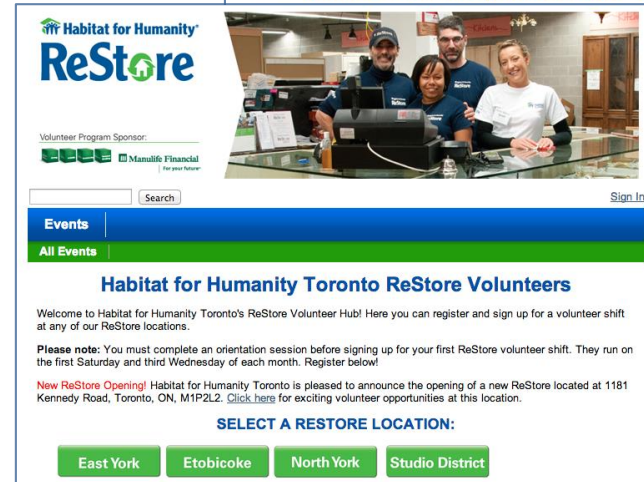 Habitat for Humanity®
ReStore
Volunteer Program Sponsor:
Manulife Financial
For your future™
Search
Sign In
Events
All Events
Habitat for Humanity Toronto ReStore Volunteers
Welcome to Habitat for Humanity Toronto's ReStore Volunteer Hub! Here you can register and sign up for a volunteer shift
at any of our ReStore locations.
Please note: You must complete an orientation session before signing up for your first ReStore volunteer shift. They run on
the first Saturday and third Wednesday of each month. Register below!
New ReStore Opening! Habitat for Humanity Toronto is pleased to announce the opening of a new ReStore located at 1181
Kennedy Road, Toronto, ON, M1P2L2. Click here for exciting volunteer opportunities at this location.
SELECT A RESTORE LOCATION:
East York
Etobicoke
North York
Studio District